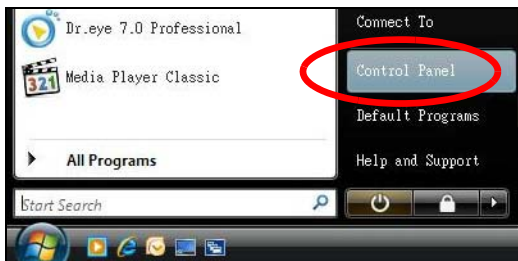 Dr.eye 7.0 Professional
321 Media Player Classic
All Programs
Start Search
Connect To
Control Panel
Default Programs
Help and Support